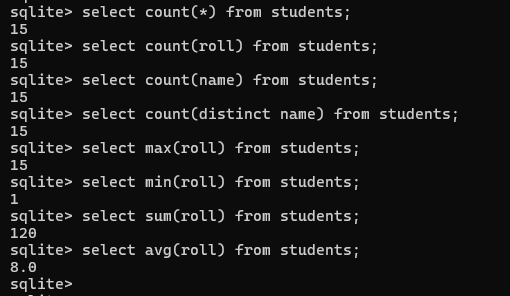 sqlite> select count(*) from students;
15
sqlite> select count(roll) from students;
15
sqlite> select count(name) from students;
15
sqlite> select count(distinct name) from students;
15
sqlite> select max(roll) from students;
15
sqlite> select min(roll) from students;
1
sqlite> select sum(roll) from students;
120
sqlite> select avg(roll) from students;
8.0
sqlite>